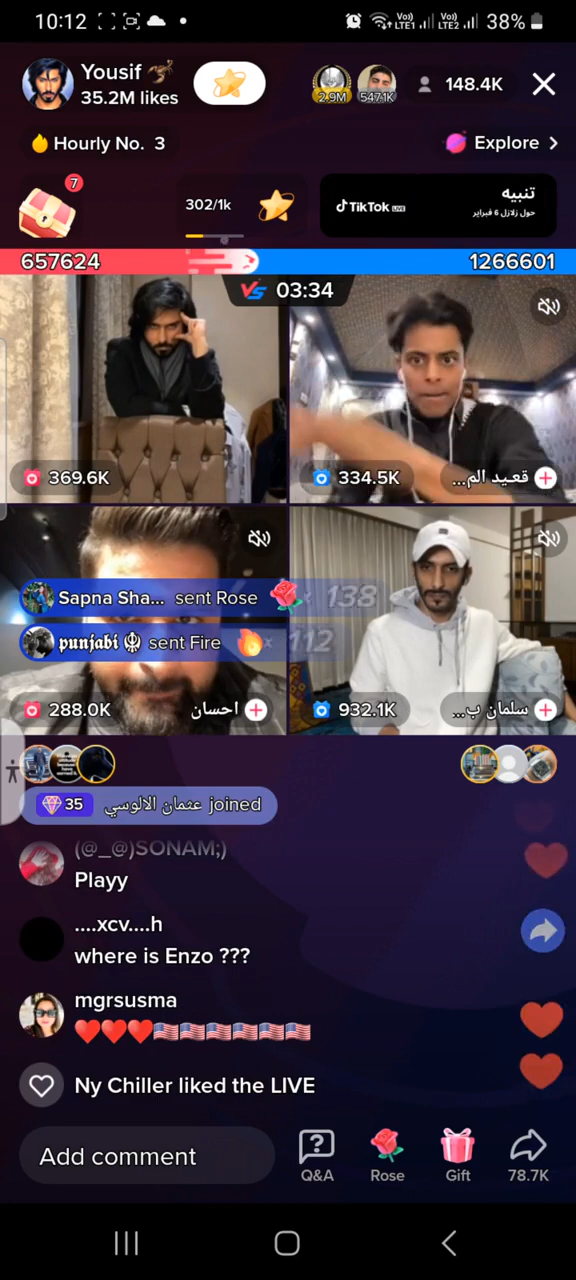 10:12
Vo)) LTE1 Vo)) LTE2 38%
Yousif 🦂
35.2M likes
2.9M 547.1K 148.4K
Hourly No. 3
Explore >
7
302/1k
TikTok LIVE
تنبيه
حول زلازل 6 فبراير
657624 1266601
VS 03:34
369.6K
334.5K قعيد الم...
Sapna Sha... sent Rose x 138
𝖕𝖚𝖓𝖏𝖆𝖇𝖎 ☬ sent Fire x 112
288.0K احسان
932.1K سلمان ب...
35 عثمان الالوسي joined
(@_@)SONAM;)
Playy
....xcv....h
where is Enzo ???
mgrsusma
❤️❤️❤️🇺🇸🇺🇸🇺🇸🇺🇸🇺🇸🇺🇸
Ny Chiller liked the LIVE
Add comment
Q&A Rose Gift 78.7K